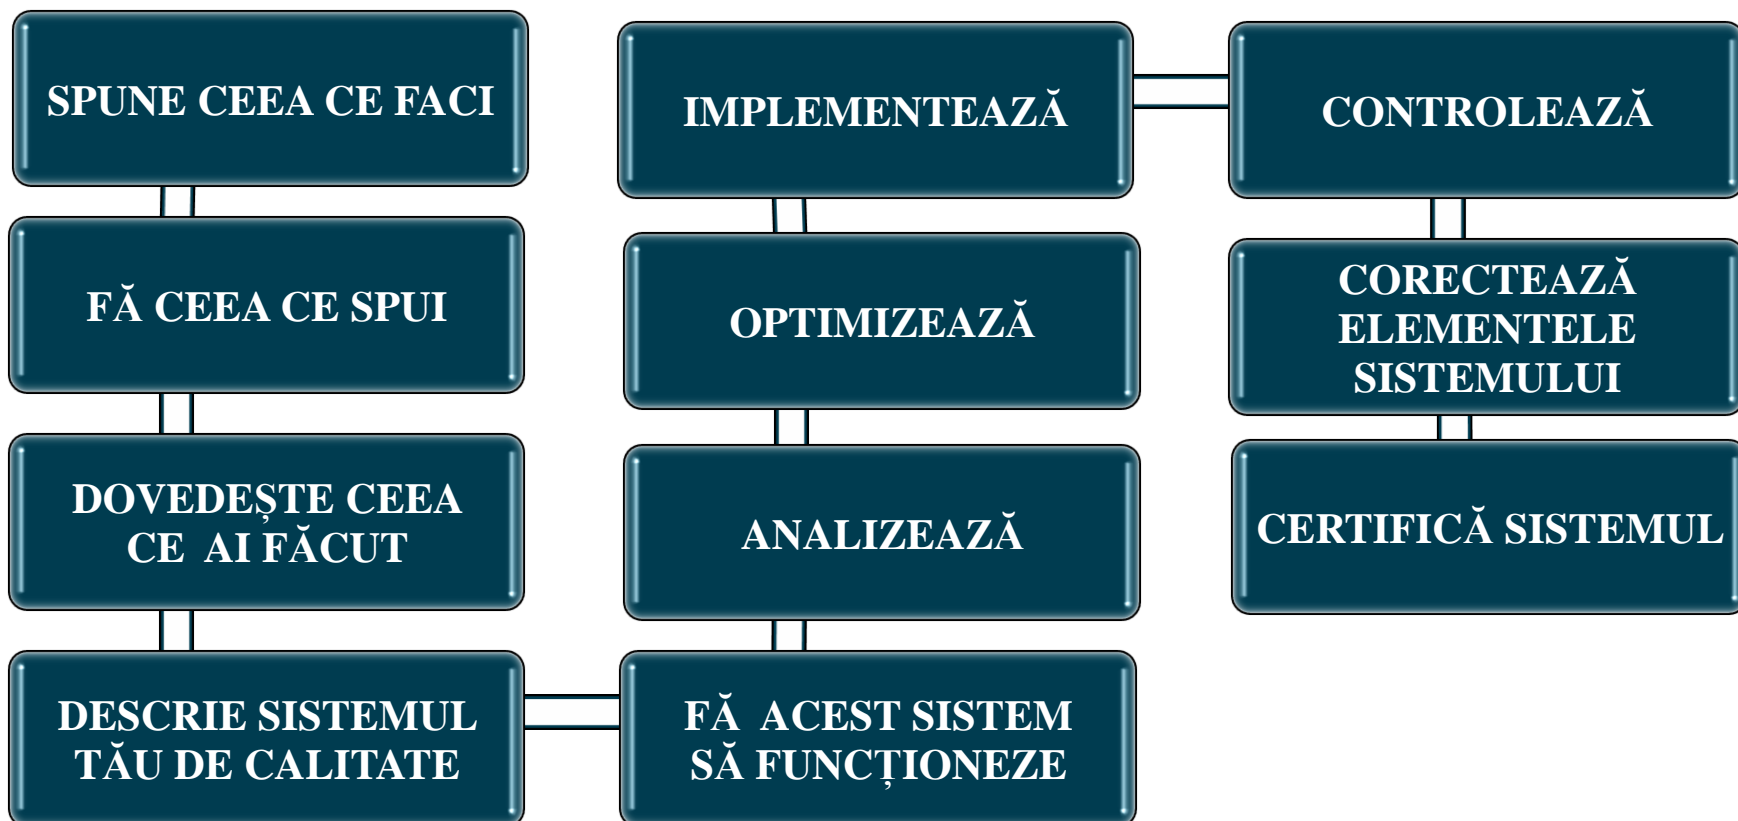 SPUNE CEEA CE FACI
FĂ CEEA CE SPUI
DOVEDEȘTE CEEA
CE AI FĂCUT
DESCRIE SISTEMUL
TĂU DE CALITATE
FĂ ACEST SISTEM
SĂ FUNCȚIONEZE
ANALIZEAZĂ
OPTIMIZEAZĂ
IMPLEMENTEAZĂ
CONTROLEAZĂ
CORECTEAZĂ
ELEMENTELE
SISTEMULUI
CERTIFICĂ SISTEMUL